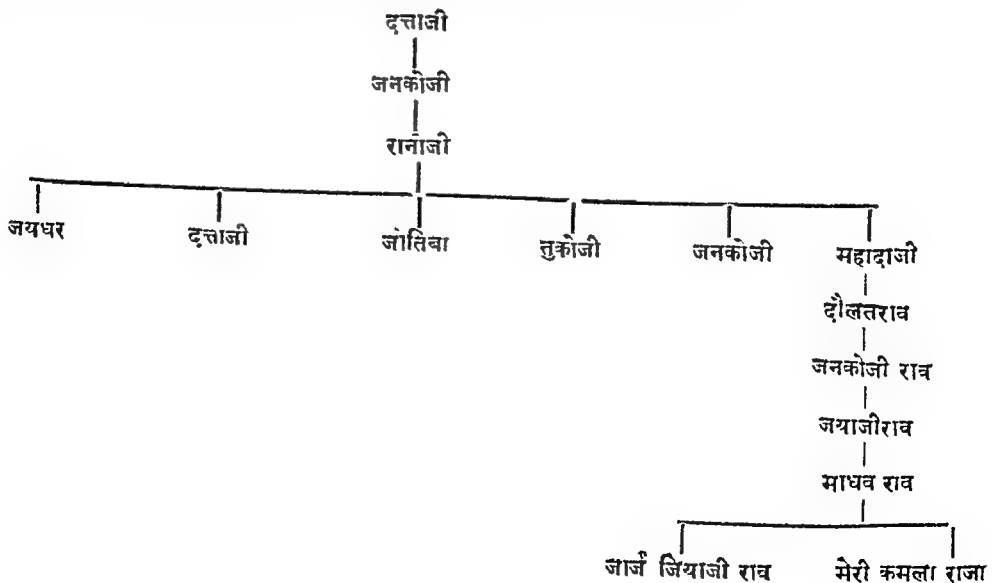 दत्ताजी
जनकोजी
रानोजी
जयधर दत्ताजी जोतिबा तुकोजी जनकोजी महादाजी
दौलतराव
जनकोजी राव
जयाजीराव
माधव राव
जार्ज जियाजी राव मेरी कमला राजा